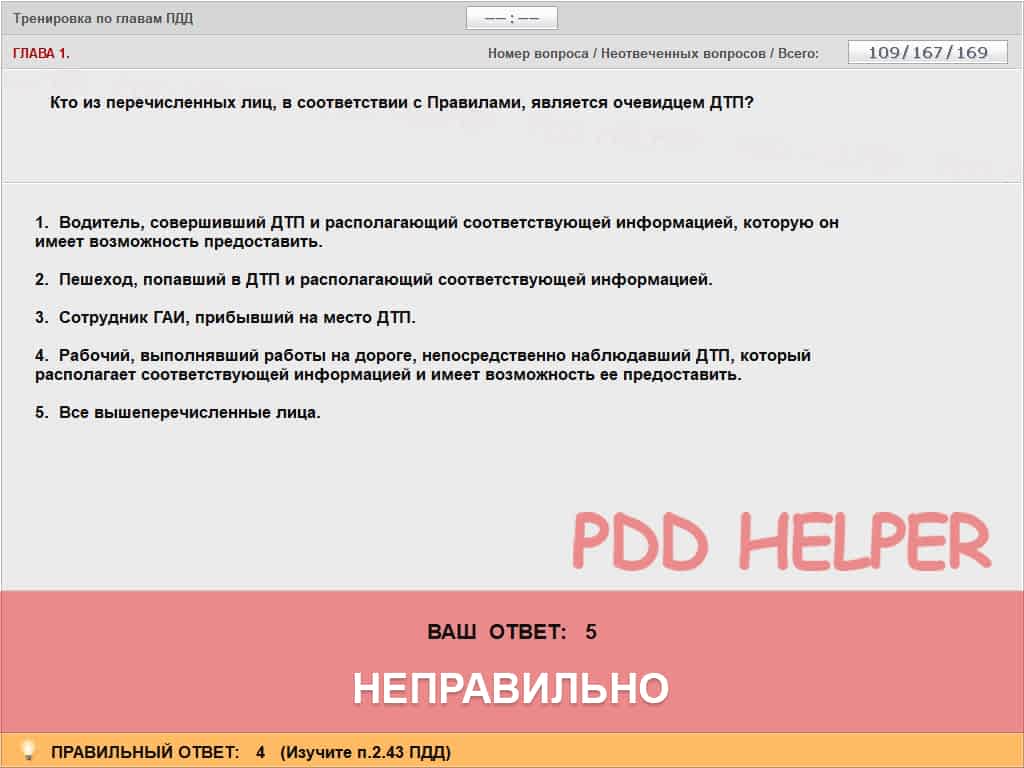 Тренировка по главам ПДД
—— : ——
ГЛАВА 1.
Номер вопроса / Неотвеченных вопросов / Всего:
109/167/169
Кто из перечисленных лиц, в соответствии с Правилами, является очевидцем ДТП?
1. Водитель, совершивший ДТП и располагающий соответствующей информацией, которую он
имеет возможность предоставить.
2. Пешеход, попавший в ДТП и располагающий соответствующей информацией.
3. Сотрудник ГАИ, прибывший на место ДТП.
4. Рабочий, выполнявший работы на дороге, непосредственно наблюдавший ДТП, который
располагает соответствующей информацией и имеет возможность ее предоставить.
5. Все вышеперечисленные лица.
PDD HELPER
ВАШ ОТВЕТ: 5
НЕПРАВИЛЬНО
ПРАВИЛЬНЫЙ ОТВЕТ: 4 (Изучите п.2.43 ПДД)